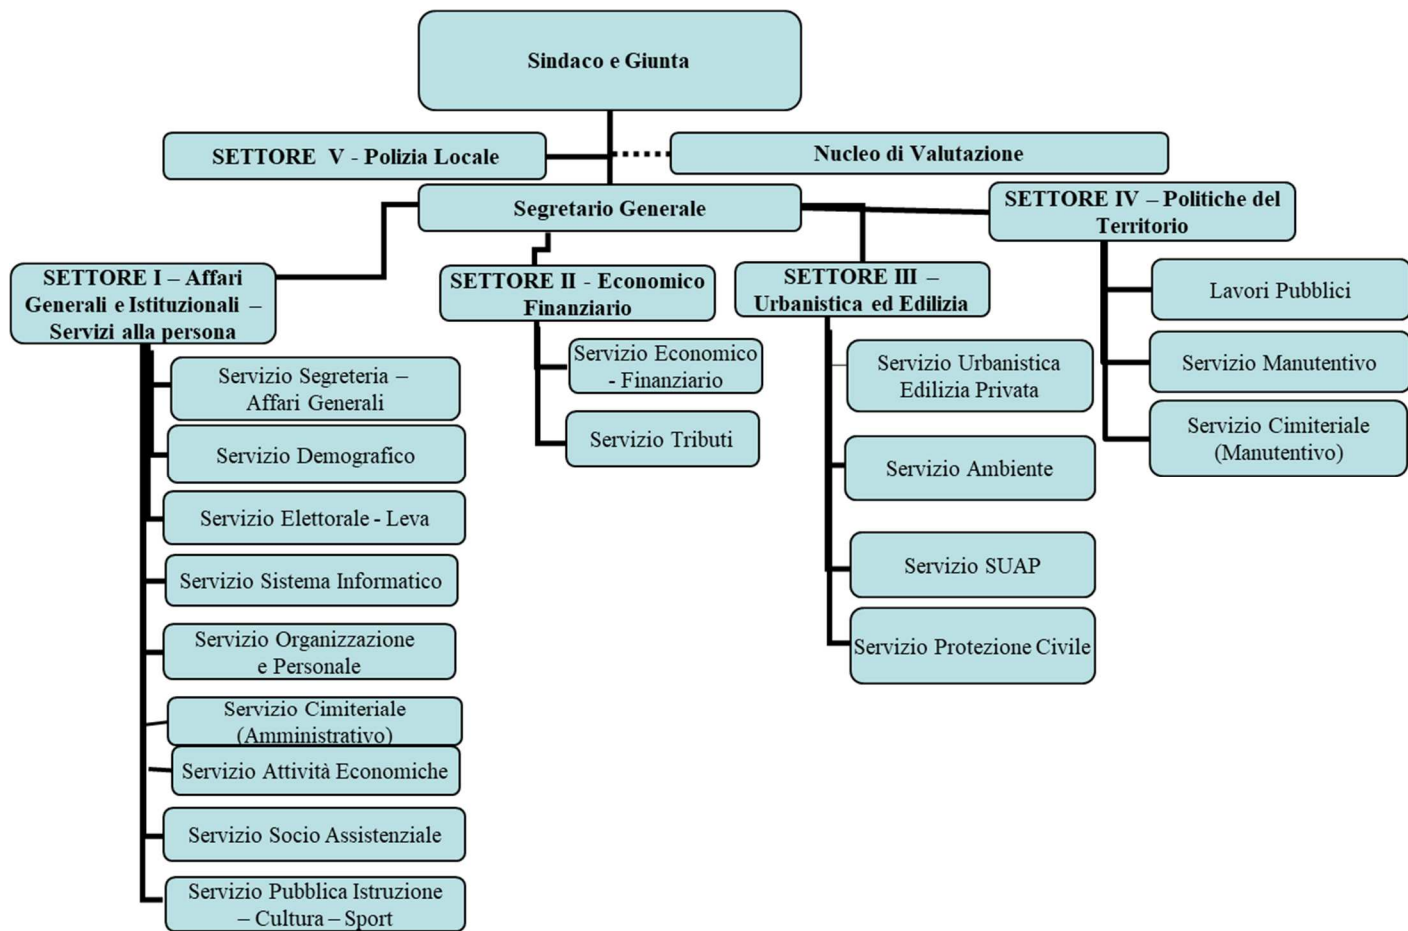 Sindaco e Giunta
SETTORE V - Polizia Locale
Nucleo di Valutazione
Segretario Generale
SETTORE I – Affari
Generali e Istituzionali –
Servizi alla persona
Servizio Segreteria –
Affari Generali
Servizio Demografico
Servizio Elettorale - Leva
Servizio Sistema Informatico
Servizio Organizzazione
e Personale
Servizio Cimiteriale
(Amministrativo)
Servizio Attività Economiche
Servizio Socio Assistenziale
Servizio Pubblica Istruzione
– Cultura – Sport
SETTORE II - Economico
Finanziario
Servizio Economico
- Finanziario
Servizio Tributi
SETTORE III –
Urbanistica ed Edilizia
Servizio Urbanistica
Edilizia Privata
Servizio Ambiente
Servizio SUAP
Servizio Protezione Civile
SETTORE IV – Politiche del
Territorio
Lavori Pubblici
Servizio Manutentivo
Servizio Cimiteriale
(Manutentivo)